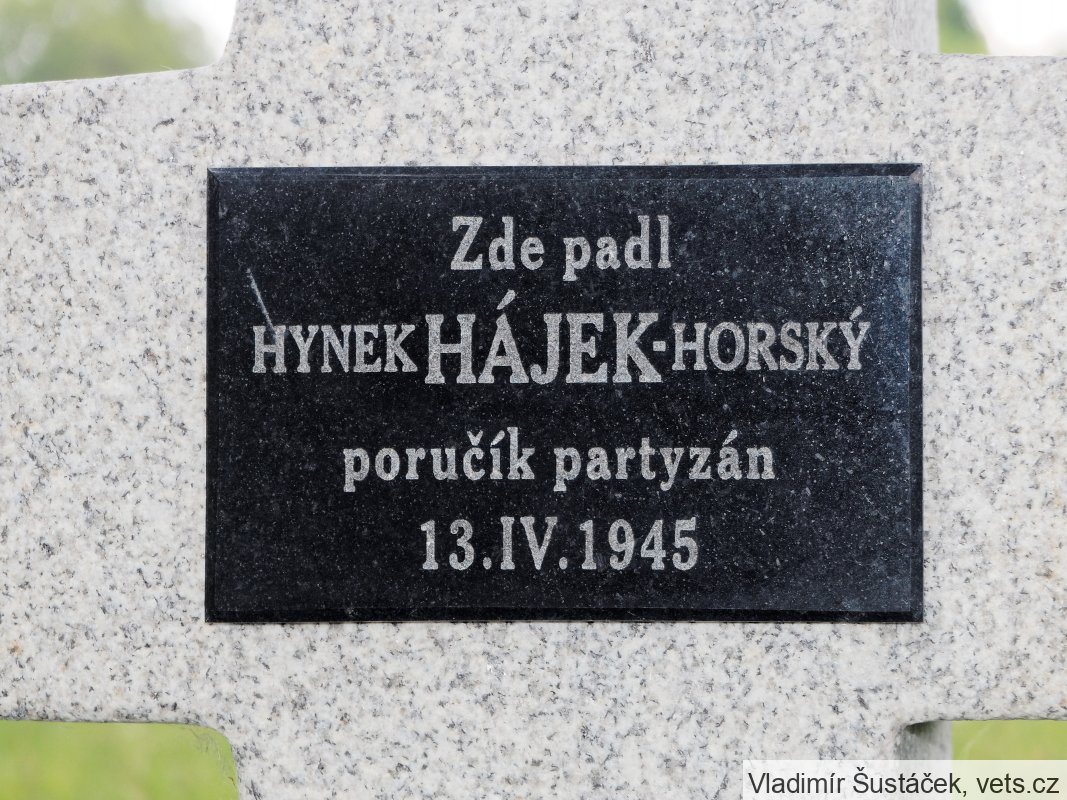 Zde padl
HYNEK HÁJEK-HORSKÝ
poručík partyzán
13.IV.1945
Vladimír Šustáček, vets.cz